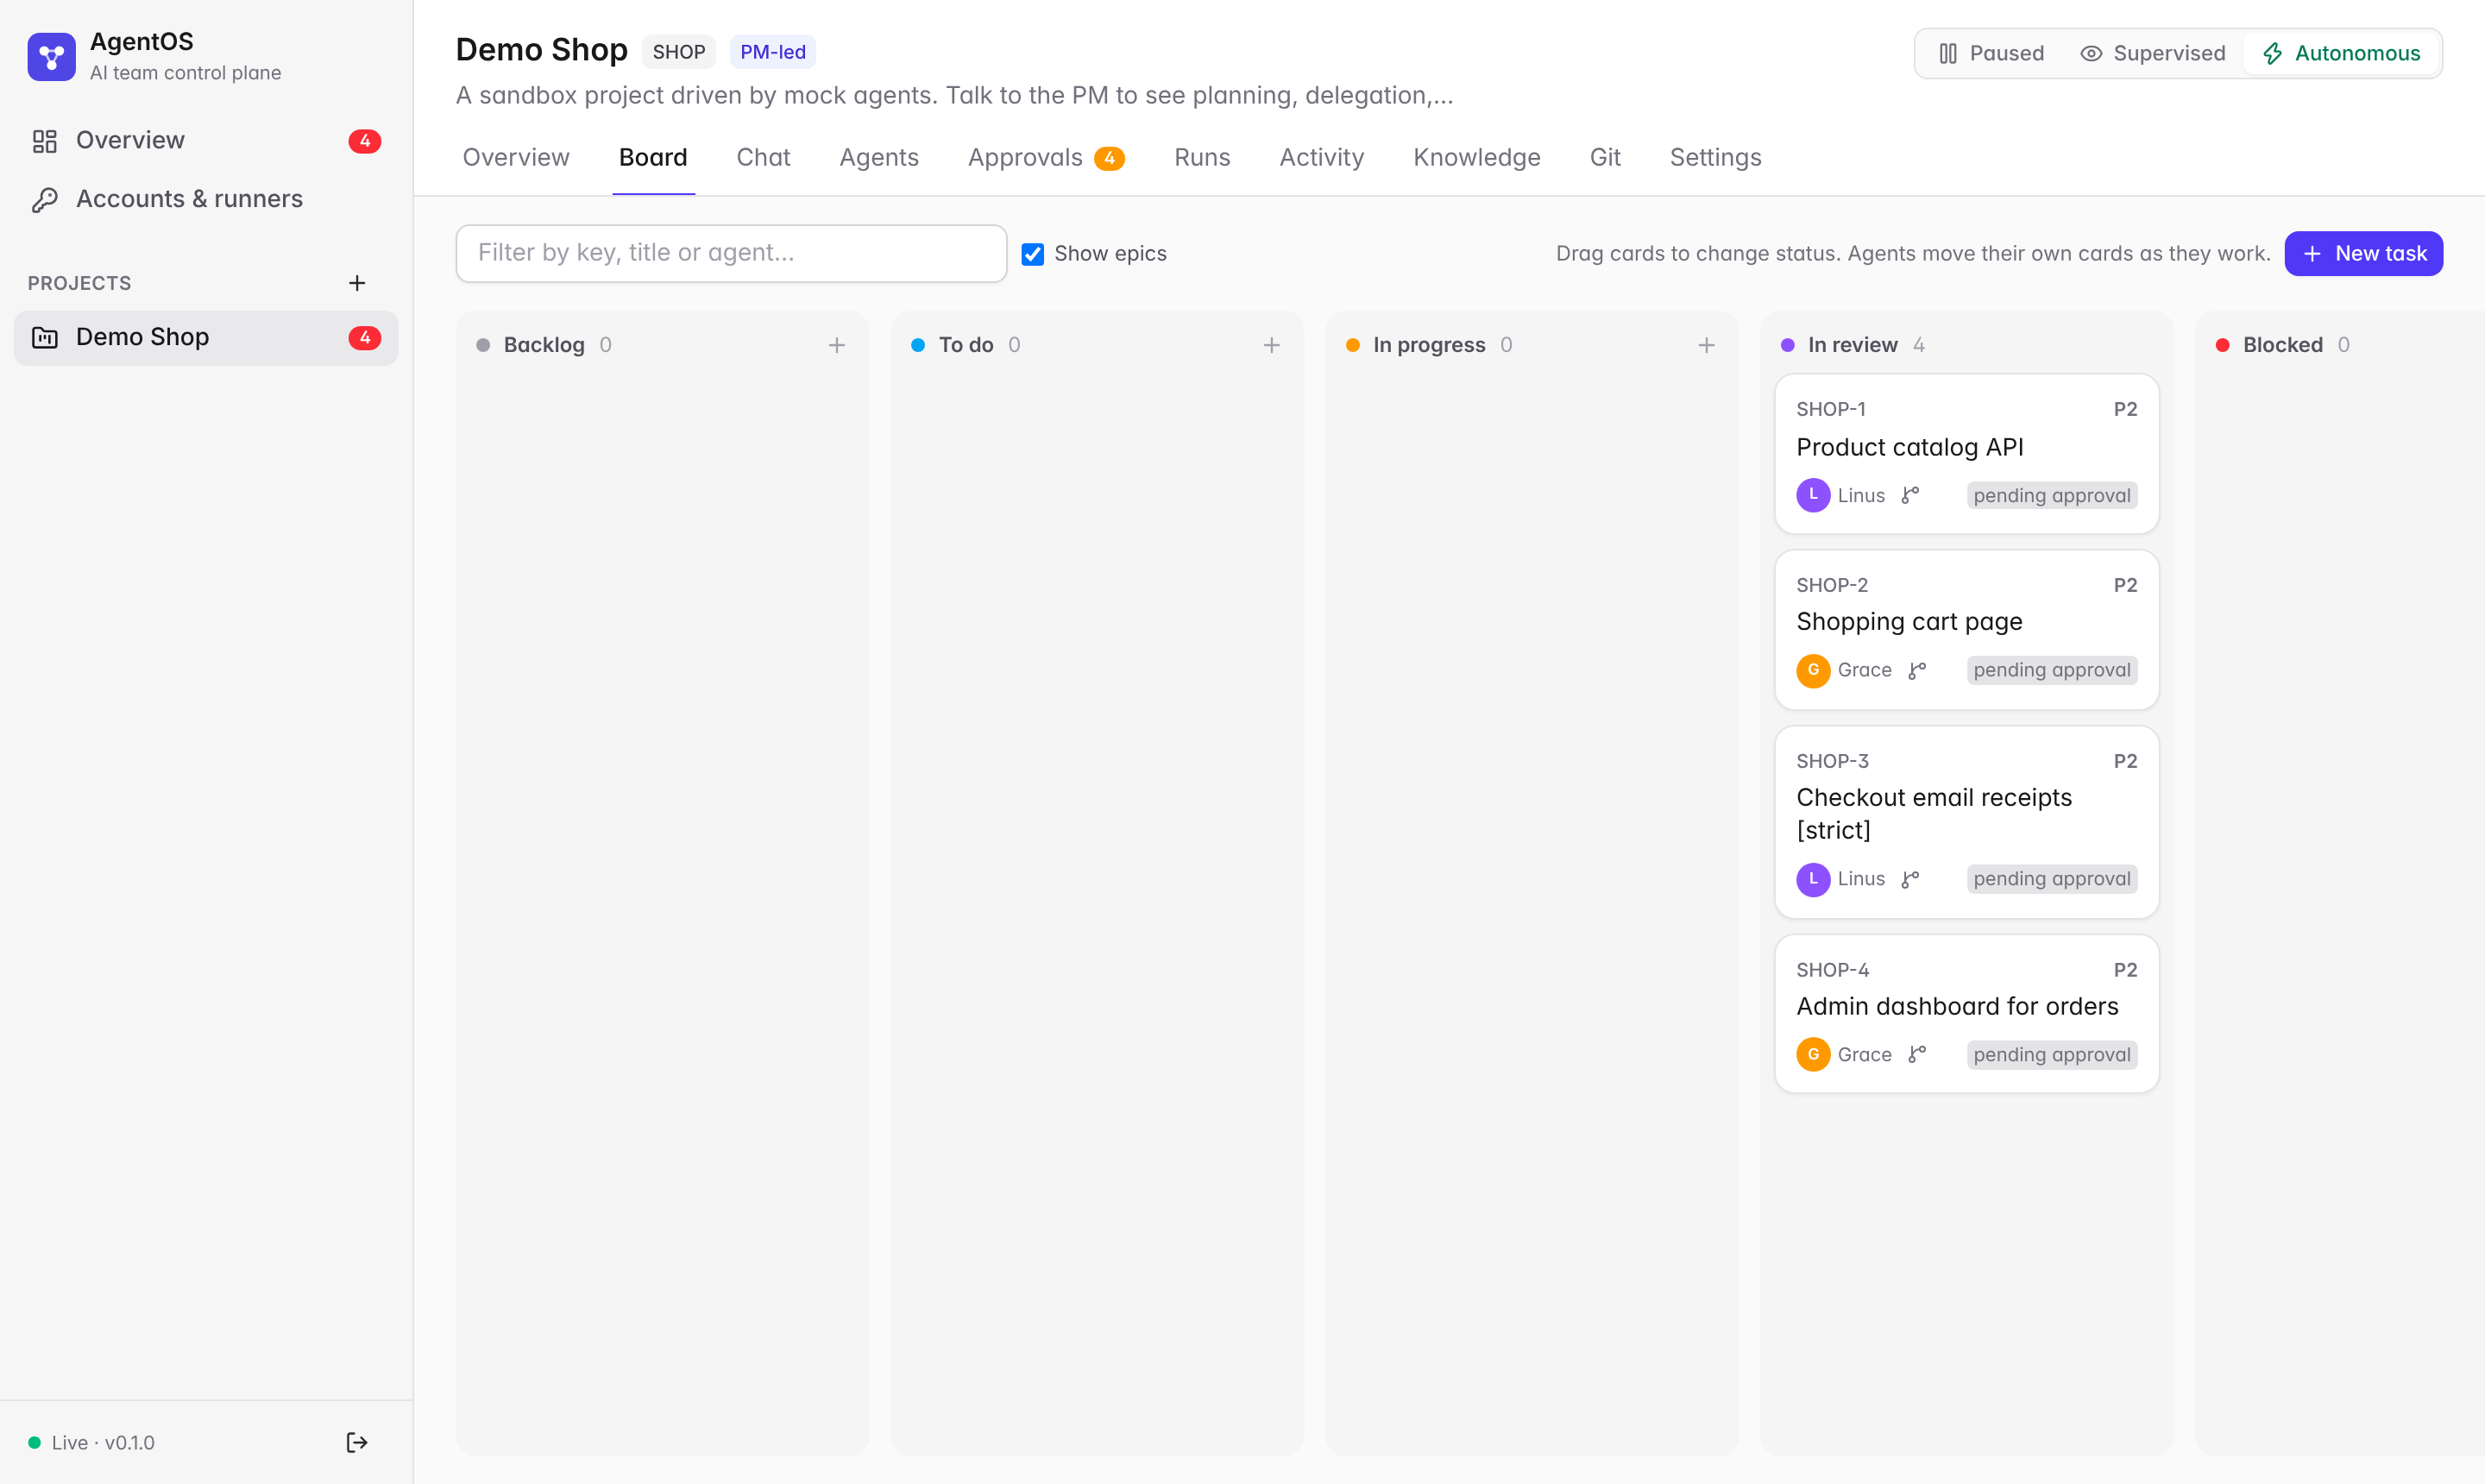 AgentOS
AI team control plane
Overview 4
Accounts & runners
PROJECTS
Demo Shop 4
Live · v0.1.0
Demo Shop SHOP PM-led
A sandbox project driven by mock agents. Talk to the PM to see planning, delegation,...
Paused Supervised Autonomous
Overview Board Chat Agents Approvals 4 Runs Activity Knowledge Git Settings
Filter by key, title or agent...
Show epics
Drag cards to change status. Agents move their own cards as they work.
New task
Backlog 0
To do 0
In progress 0
In review 4
SHOP-1 P2
Product catalog API
L Linus pending approval
SHOP-2 P2
Shopping cart page
G Grace pending approval
SHOP-3 P2
Checkout email receipts
[strict]
L Linus pending approval
SHOP-4 P2
Admin dashboard for orders
G Grace pending approval
Blocked 0